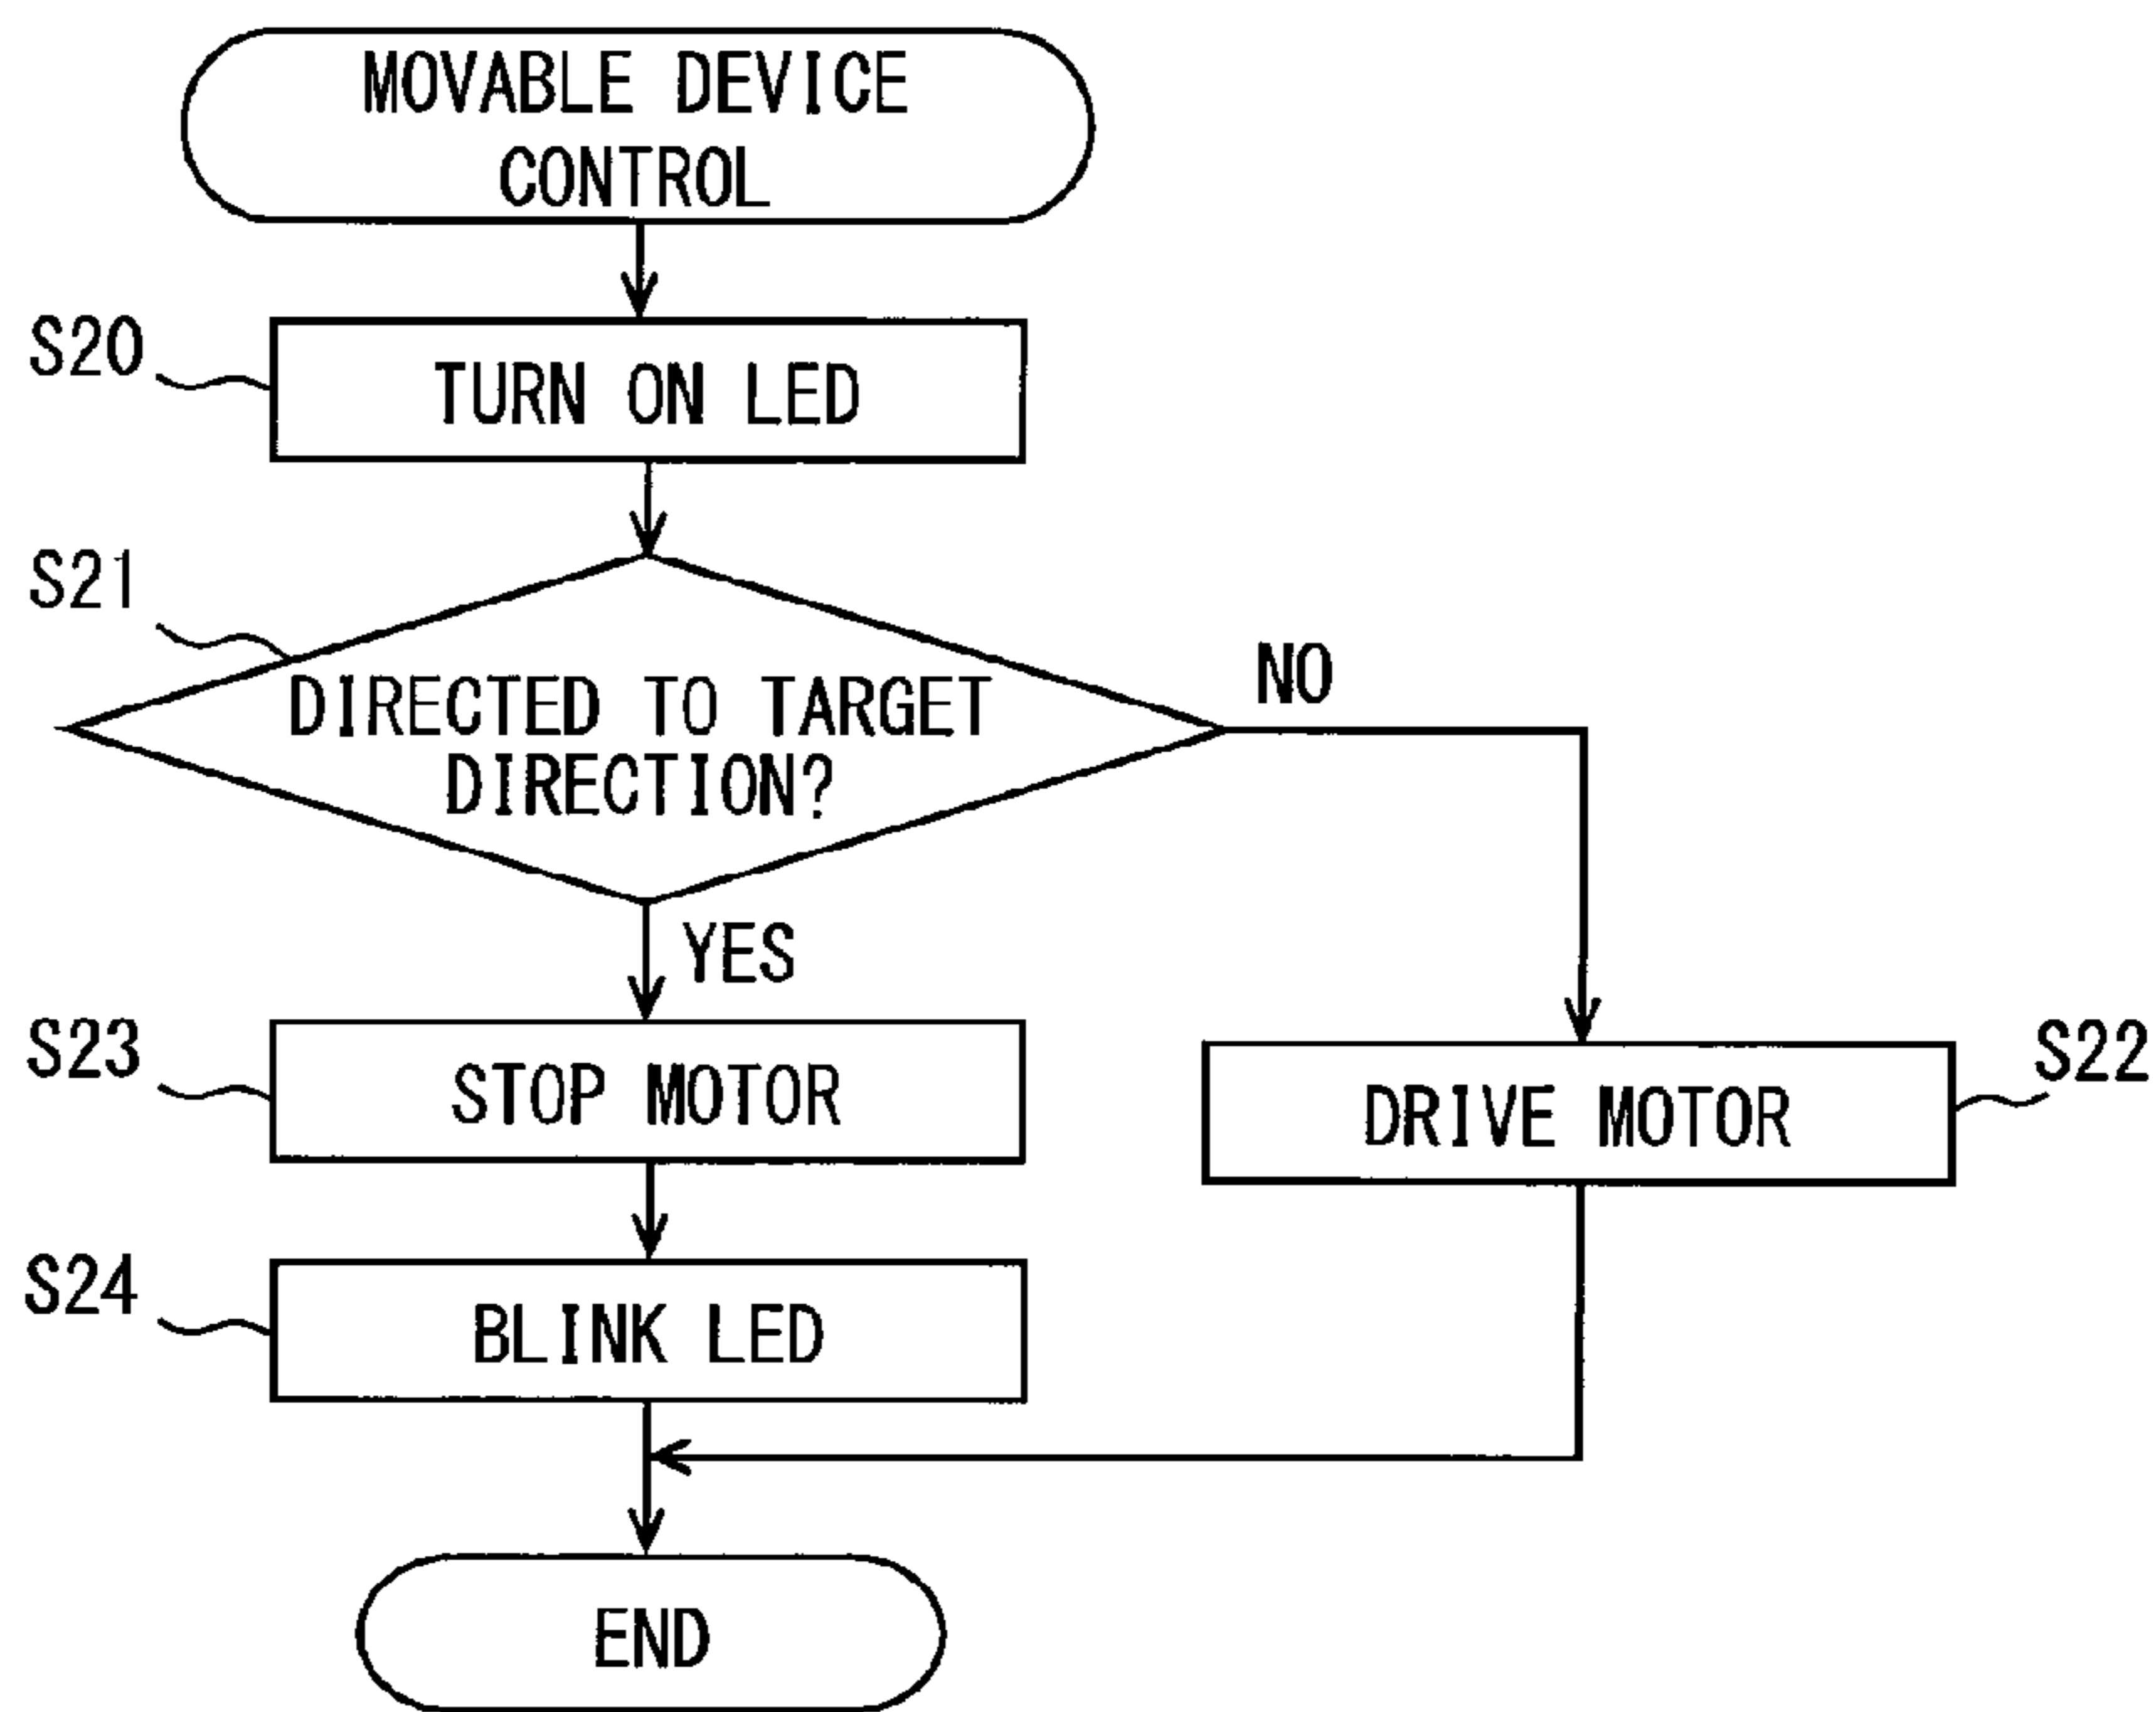 MOVABLE DEVICE
CONTROL
S20
TURN ON LED
S21
DIRECTED TO TARGET
DIRECTION?
NO
YES
S23
STOP MOTOR
S22
DRIVE MOTOR
S24
BLINK LED
END